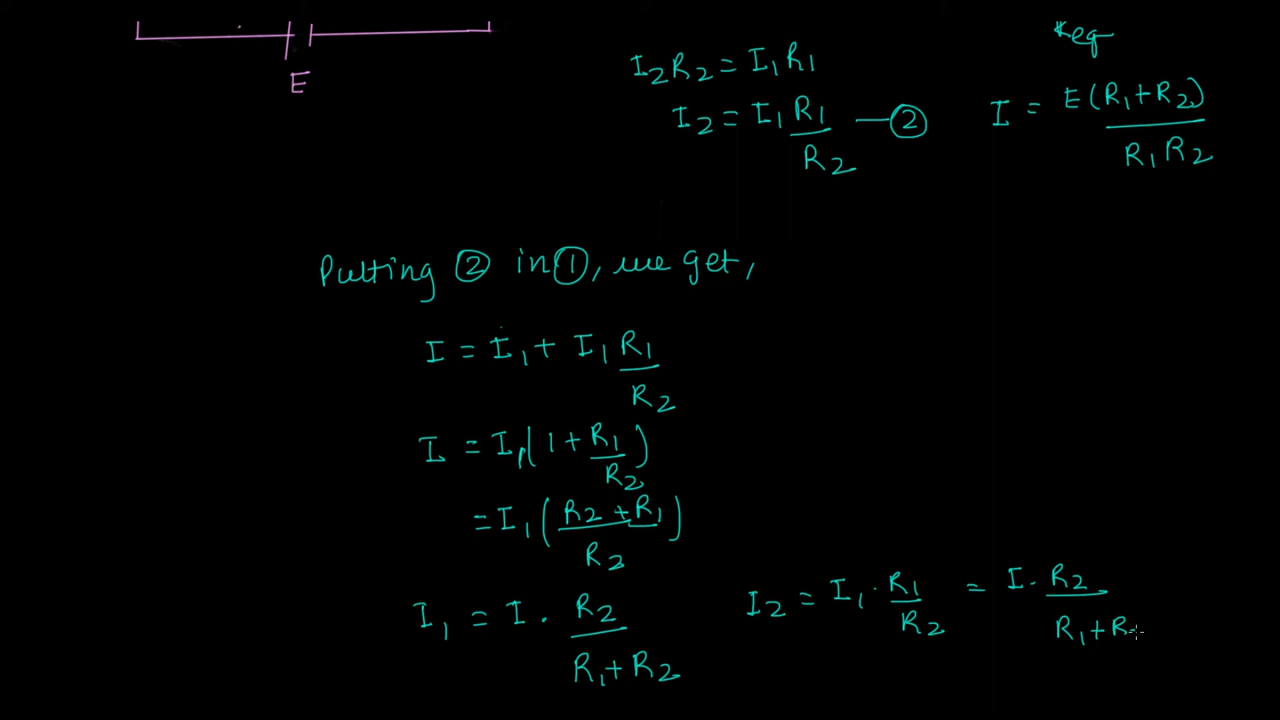 E
I2R2 = I1R1
I2 = I1 R1/R2 —②
eq
I = E(R1+R2)/R1R2
Putting ② in ①, we get,
I = I1 + I1 R1/R2
I = I1(1 + R1/R2)
= I1(R2 + R1/R2)
I1 = I · R2/R1+R2
I2 = I1 · R1/R2 = I · R2/R1+R